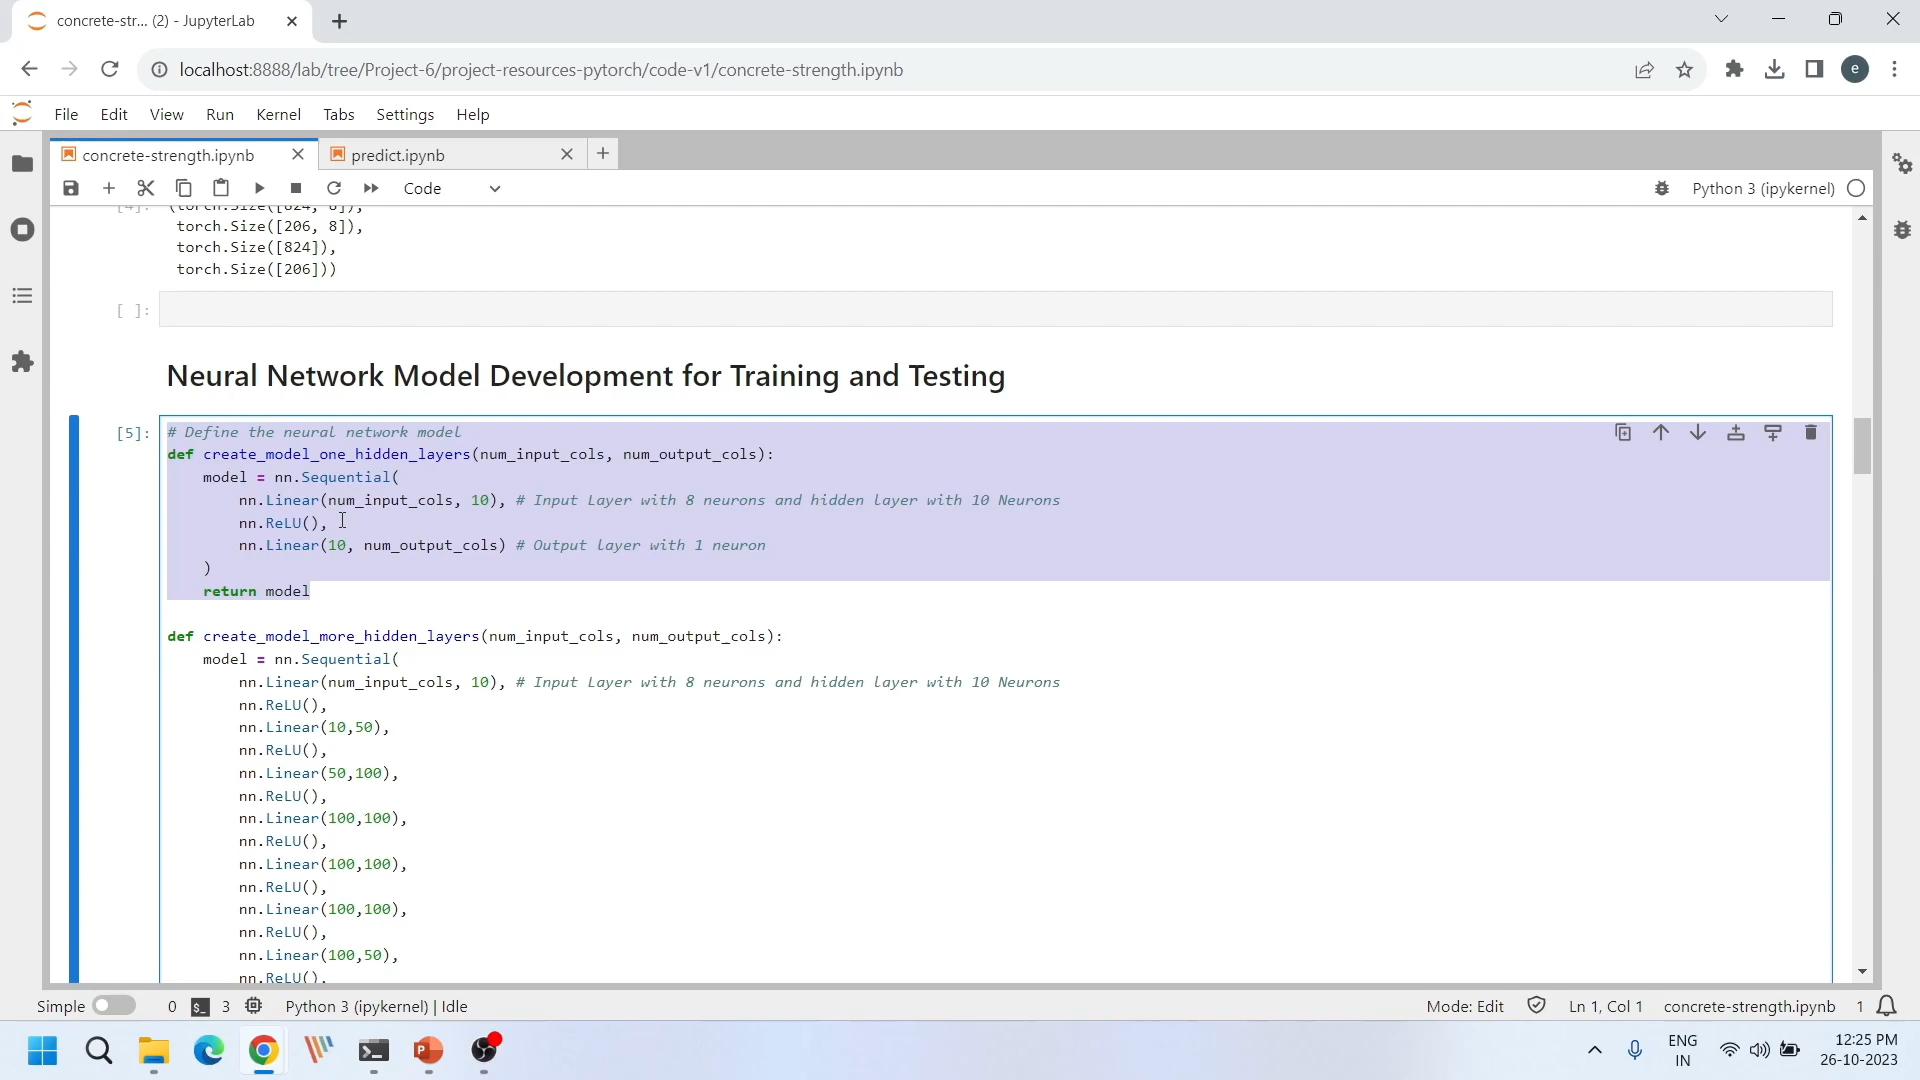 concrete-str... (2) - JupyterLab
localhost:8888/lab/tree/Project-6/project-resources-pytorch/code-v1/concrete-strength.ipynb
e
File Edit View Run Kernel Tabs Settings Help
concrete-strength.ipynb
predict.ipynb
Code
Python 3 (ipykernel)
[4]: (torch.Size([824, 8]),
torch.Size([206, 8]),
torch.Size([824]),
torch.Size([206]))
[ ]:
Neural Network Model Development for Training and Testing
[5]: # Define the neural network model
def create_model_one_hidden_layers(num_input_cols, num_output_cols):
model = nn.Sequential(
nn.Linear(num_input_cols, 10), # Input Layer with 8 neurons and hidden layer with 10 Neurons
nn.ReLU(),
nn.Linear(10, num_output_cols) # Output layer with 1 neuron
)
return model
def create_model_more_hidden_layers(num_input_cols, num_output_cols):
model = nn.Sequential(
nn.Linear(num_input_cols, 10), # Input Layer with 8 neurons and hidden layer with 10 Neurons
nn.ReLU(),
nn.Linear(10,50),
nn.ReLU(),
nn.Linear(50,100),
nn.ReLU(),
nn.Linear(100,100),
nn.ReLU(),
nn.Linear(100,100),
nn.ReLU(),
nn.Linear(100,100),
nn.ReLU(),
nn.Linear(100,50),
nn.ReLU(),
Simple 0 $_ 3 Python 3 (ipykernel) | Idle
Mode: Edit Ln 1, Col 1 concrete-strength.ipynb 1
ENG
IN
12:25 PM
26-10-2023